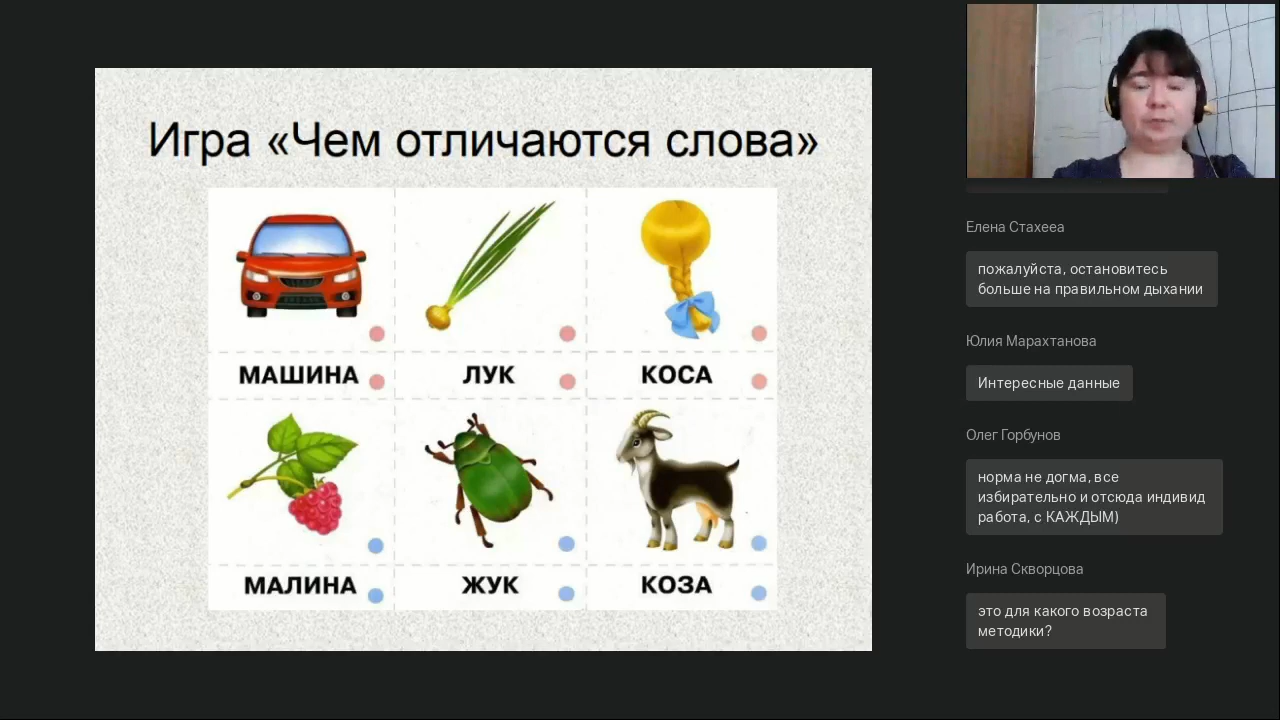 Игра «Чем отличаются слова»
МАШИНА ЛУК КОСА
МАЛИНА ЖУК КОЗА
Елена Стахееа
пожалуйста, остановитесь
больше на правильном дыхании
Юлия Марахтанова
Интересные данные
Олег Горбунов
норма не догма, все
избирательно и отсюда индивид
работа, с КАЖДЫМ)
Ирина Скворцова
это для какого возраста
методики?